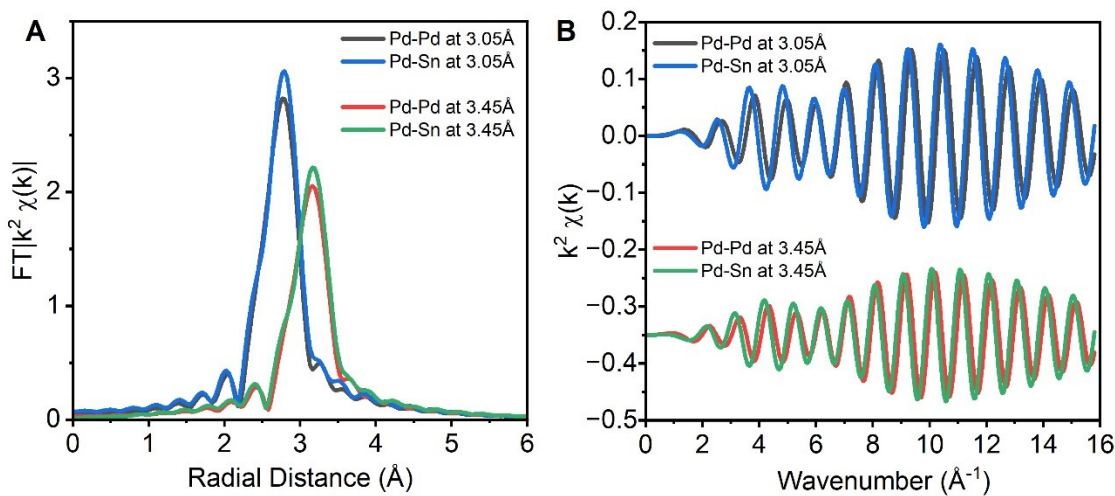 A
Pd-Pd at 3.05Å
Pd-Sn at 3.05Å
Pd-Pd at 3.45Å
Pd-Sn at 3.45Å
3
2
1
0
FT|k² χ(k)|
0 1 2 3 4 5 6
Radial Distance (Å)
B
Pd-Pd at 3.05Å
Pd-Sn at 3.05Å
Pd-Pd at 3.45Å
Pd-Sn at 3.45Å
0.2
0.1
0.0
−0.1
−0.2
−0.3
−0.4
−0.5
k² χ(k)
0 2 4 6 8 10 12 14 16
Wavenumber (Å⁻¹)